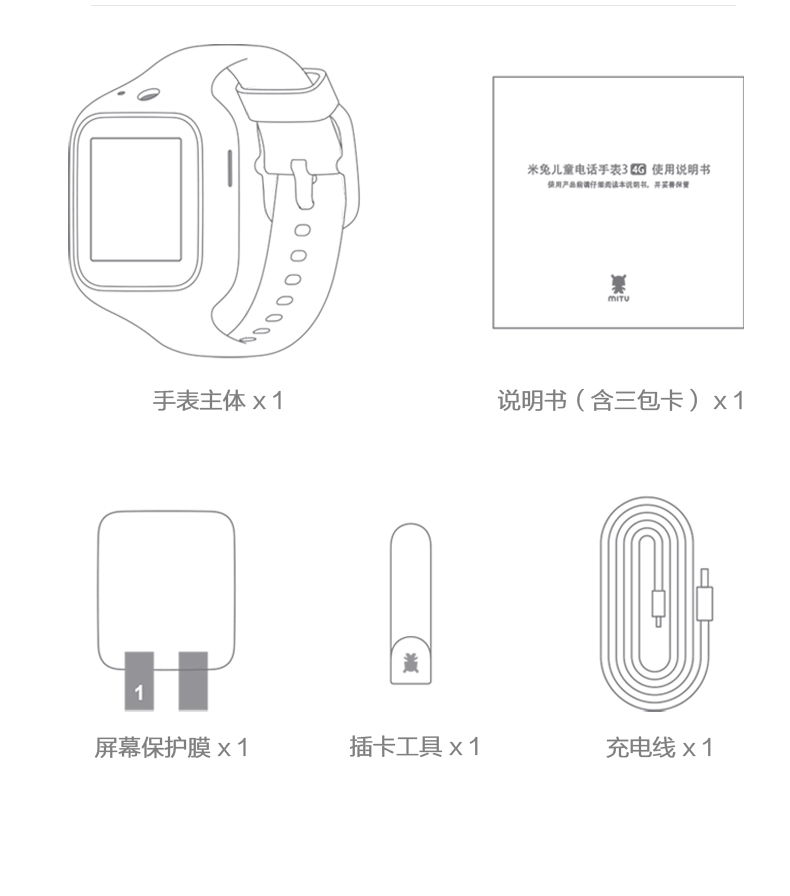 米兔儿童电话手表3 4G 使用说明书
使用产品前请仔细阅读本说明书，并妥善保管
MITU
手表主体 x 1
说明书（含三包卡） x 1
1
屏幕保护膜 x 1
插卡工具 x 1
充电线 x 1